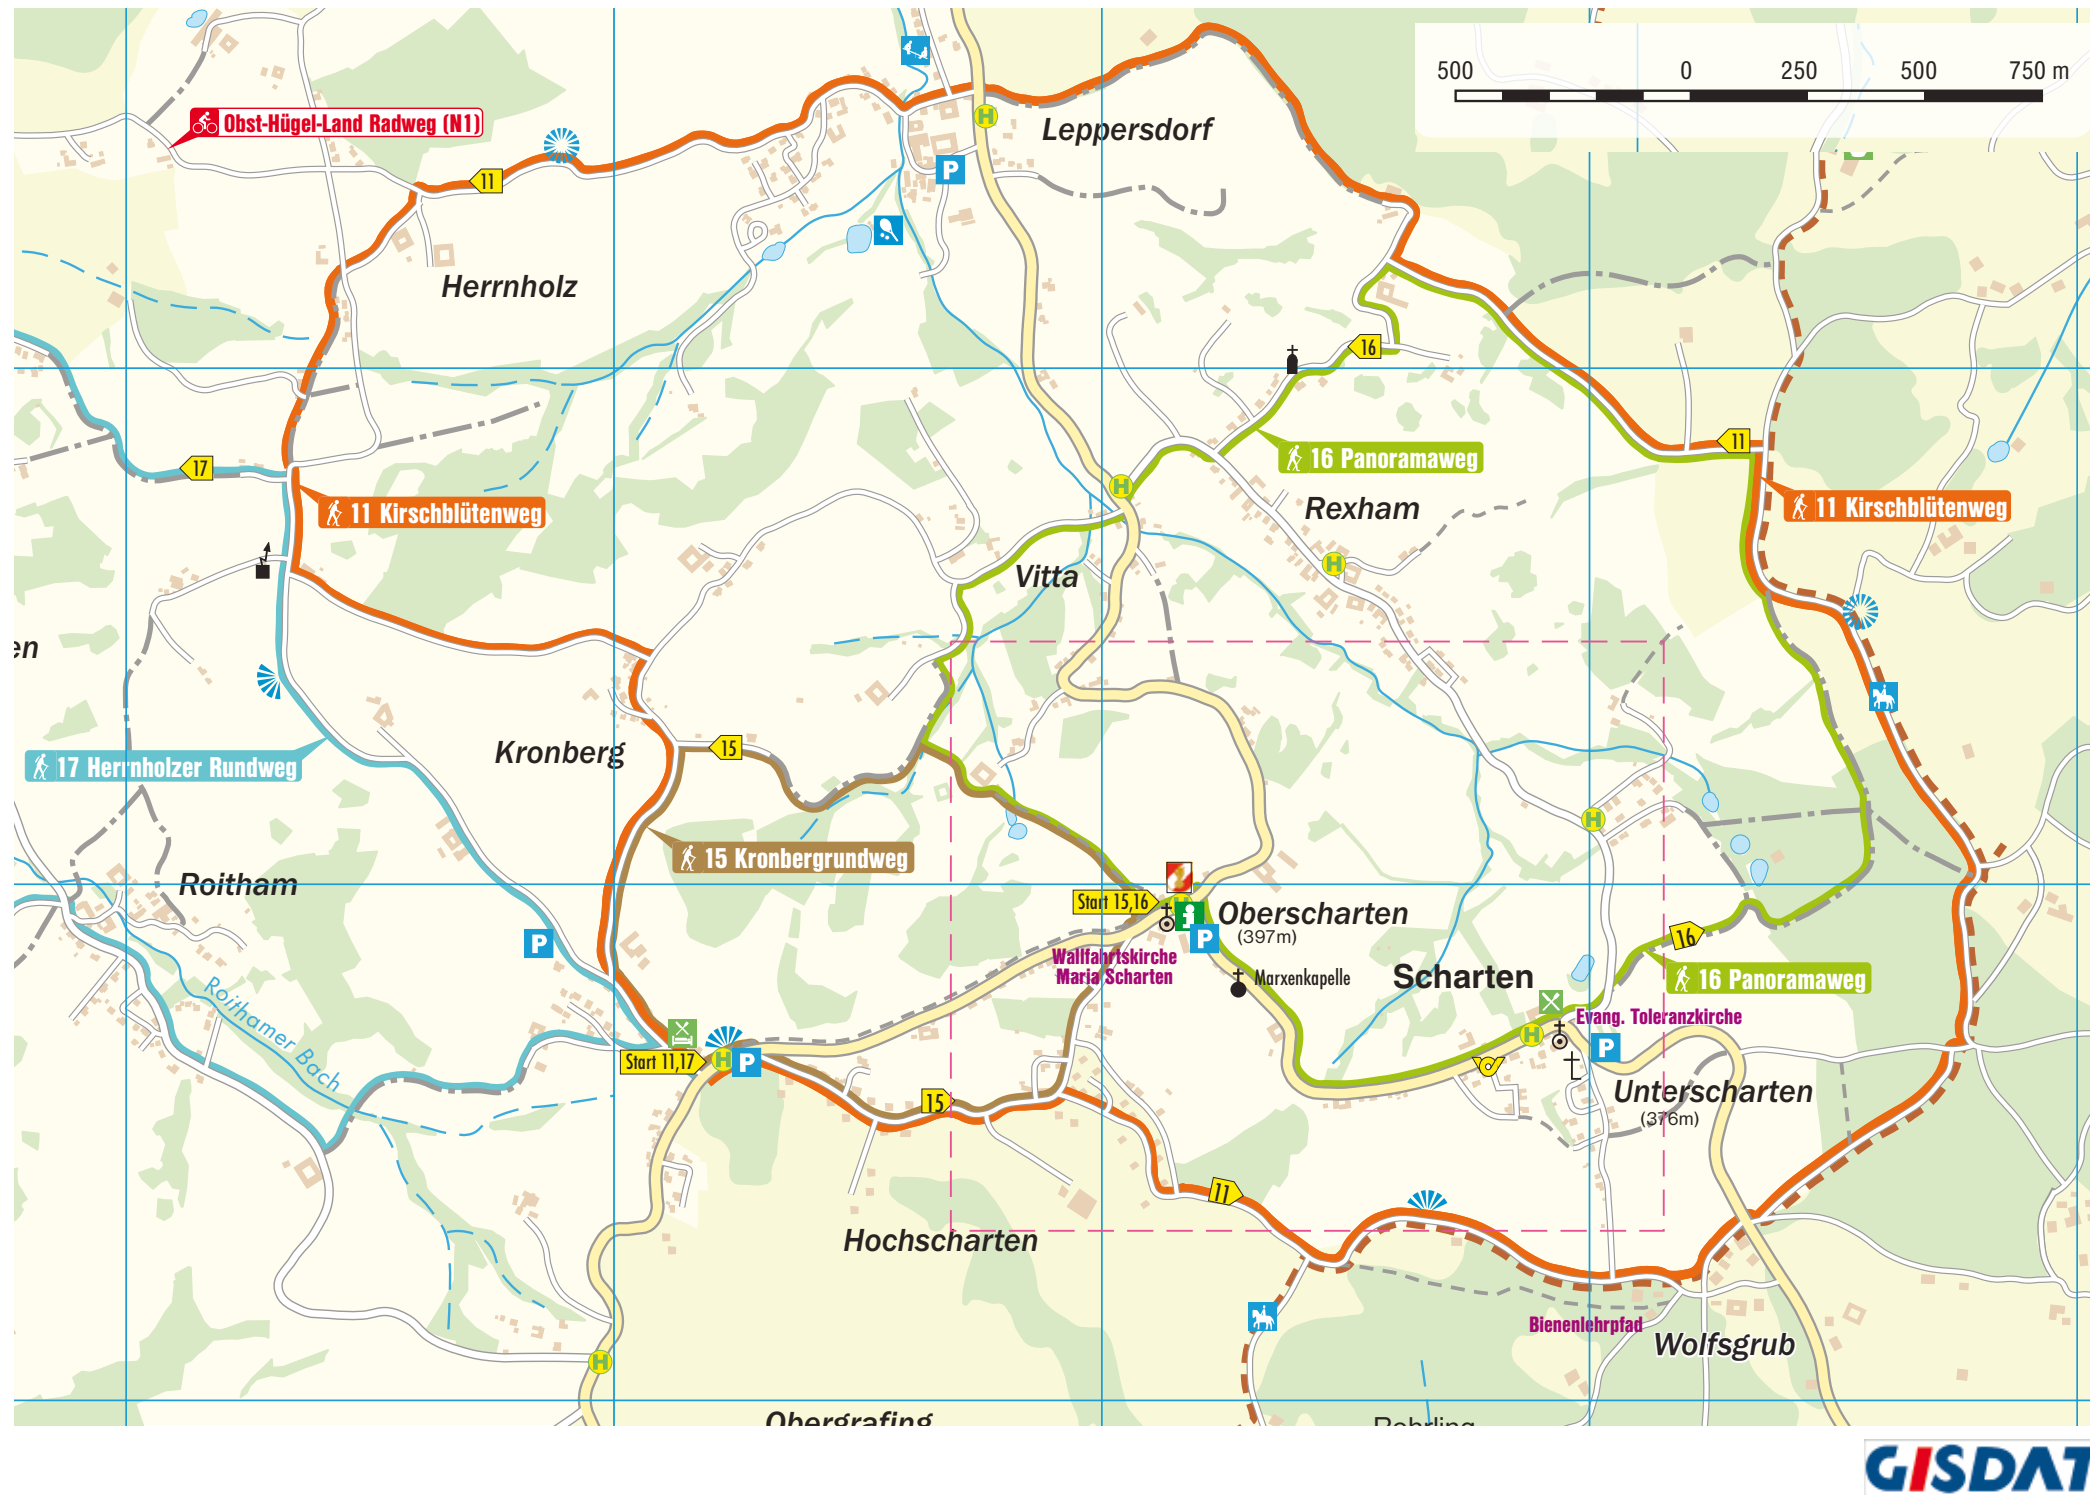 500 0 250 500 750 m
Obst-Hügel-Land Radweg (N1)
Leppersdorf
H
P
11
Herrnholz
16
11
16 Panoramaweg
17
11 Kirschblütenweg
H
Rexham
11 Kirschblütenweg
H
Vitta
en
Kronberg
15
17 Herrnholzer Rundweg
H
15 Kronbergrundweg
Roitham
Start 15,16
H
Oberscharten
(397m)
P
P
16
Wallfahrtskirche
Maria Scharten
Marxenkapelle
Scharten
16 Panoramaweg
Roithamer Bach
Evang. Toleranzkirche
H
P
Start 11,17
H
P
15
Unterscharten
(376m)
11
Hochscharten
Bienenlehrpfad
Wolfsgrub
H
Obergrafing
Rohrling
GISDAT